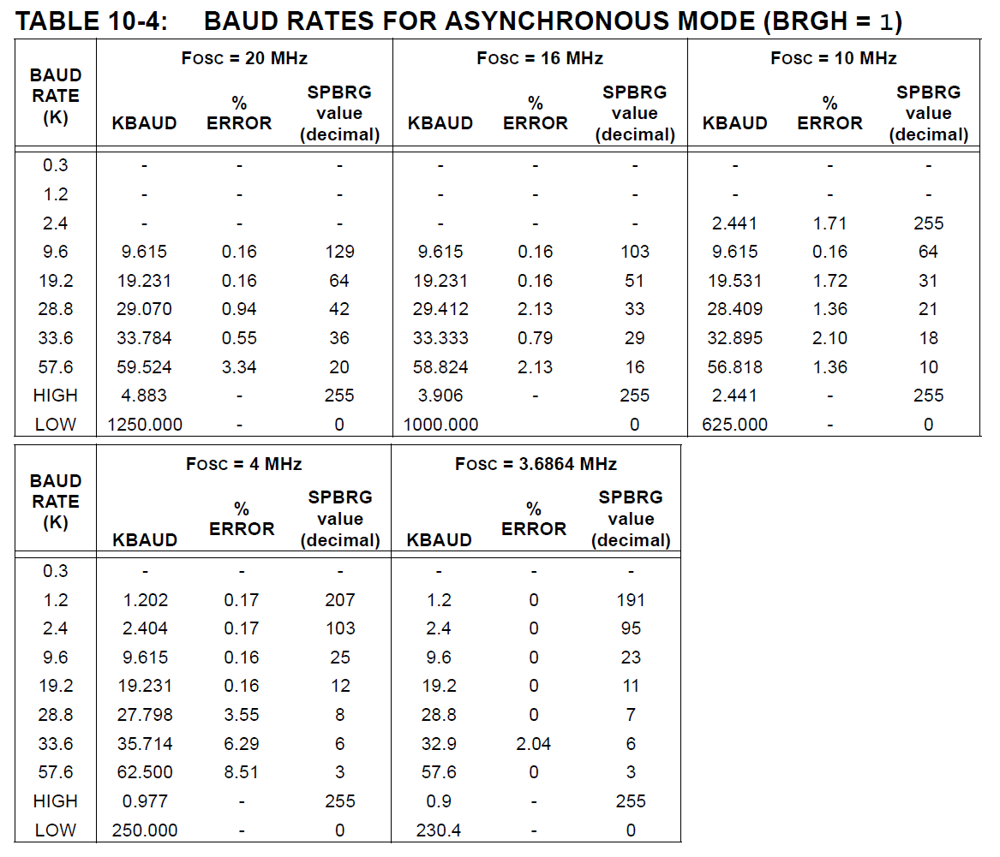 TABLE 10-4: BAUD RATES FOR ASYNCHRONOUS MODE (BRGH = 1)
BAUD RATE (K) FOSC = 20 MHz FOSC = 16 MHz FOSC = 10 MHz
KBAUD % ERROR SPBRG value (decimal) KBAUD % ERROR SPBRG value (decimal) KBAUD % ERROR SPBRG value (decimal)
0.3 - - - - - - - - -
1.2 - - - - - - - - -
2.4 - - - - - - 2.441 1.71 255
9.6 9.615 0.16 129 9.615 0.16 103 9.615 0.16 64
19.2 19.231 0.16 64 19.231 0.16 51 19.531 1.72 31
28.8 29.070 0.94 42 29.412 2.13 33 28.409 1.36 21
33.6 33.784 0.55 36 33.333 0.79 29 32.895 2.10 18
57.6 59.524 3.34 20 58.824 2.13 16 56.818 1.36 10
HIGH 4.883 - 255 3.906 - 255 2.441 - 255
LOW 1250.000 - 0 1000.000 0 625.000 - 0
BAUD RATE (K) FOSC = 4 MHz FOSC = 3.6864 MHz
KBAUD % ERROR SPBRG value (decimal) KBAUD % ERROR SPBRG value (decimal)
0.3 - - - - - -
1.2 1.202 0.17 207 1.2 0 191
2.4 2.404 0.17 103 2.4 0 95
9.6 9.615 0.16 25 9.6 0 23
19.2 19.231 0.16 12 19.2 0 11
28.8 27.798 3.55 8 28.8 0 7
33.6 35.714 6.29 6 32.9 2.04 6
57.6 62.500 8.51 3 57.6 0 3
HIGH 0.977 - 255 0.9 - 255
LOW 250.000 - 0 230.4 - 0